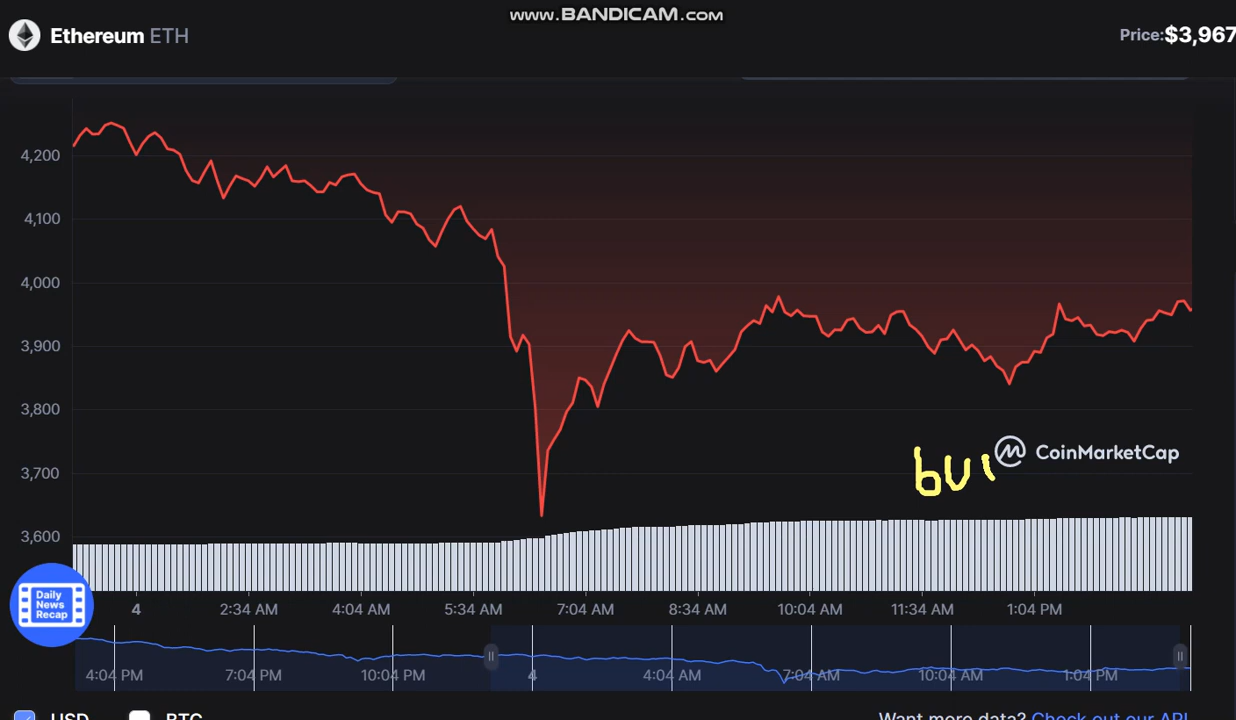 www.BANDICAM.com
Ethereum ETH
Price:$3,967
4,200
4,100
4,000
3,900
3,800
3,700
3,600
CoinMarketCap
4 2:34 AM 4:04 AM 5:34 AM 7:04 AM 8:34 AM 10:04 AM 11:34 AM 1:04 PM
Daily
News
Recap
4:04 PM 7:04 PM 10:04 PM 4 4:04 AM 7:04 AM 10:04 AM 1:04 PM
USD BTC
Want more data? Check out our API